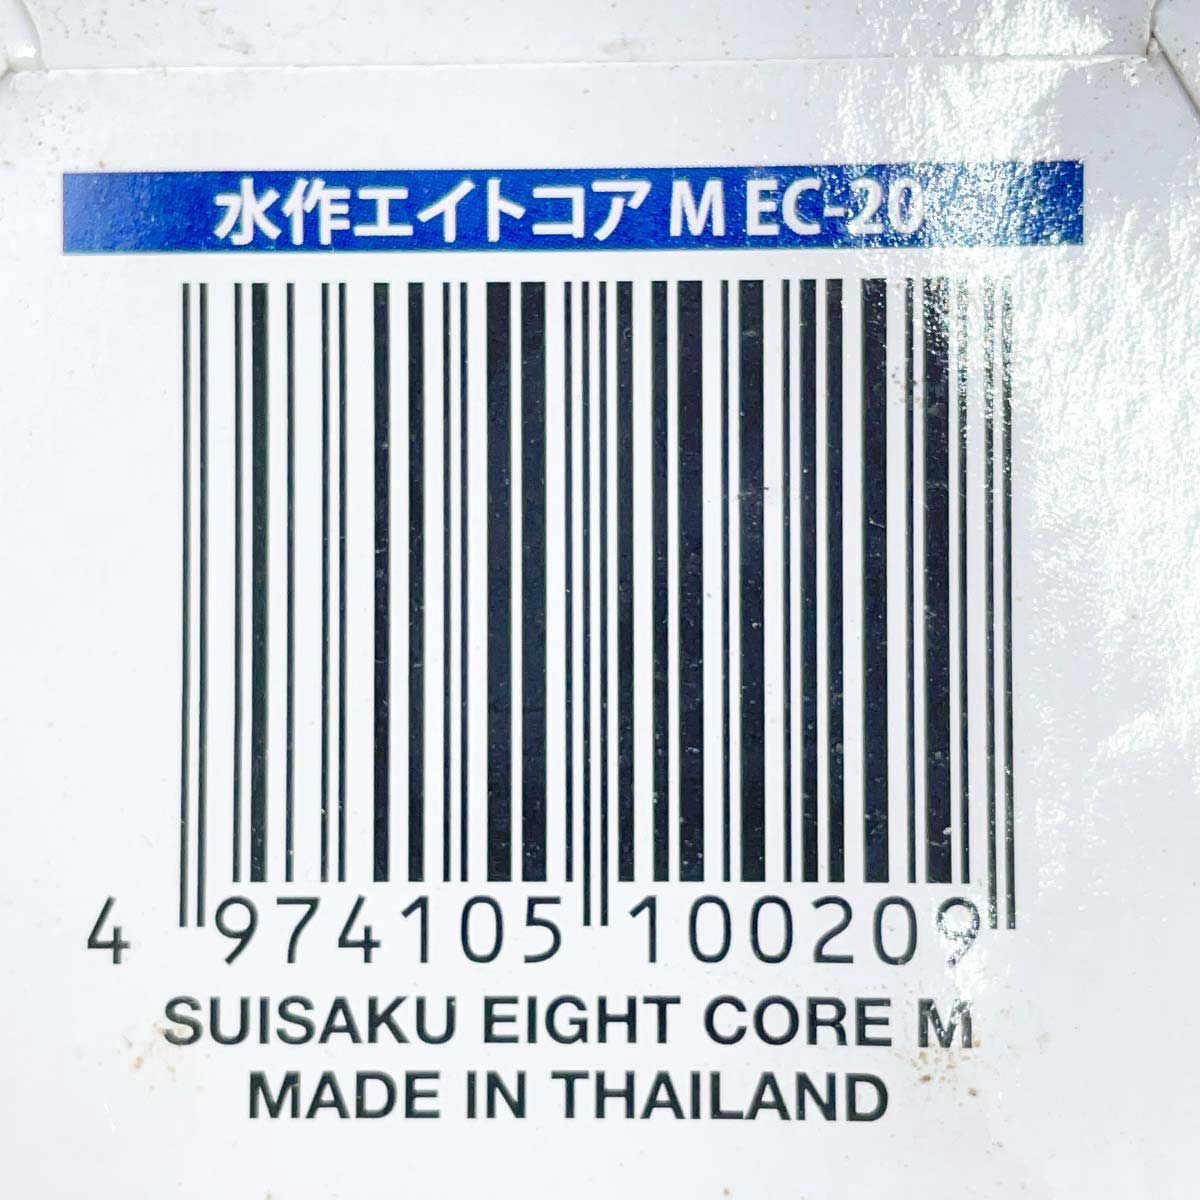 水作エイトコア M EC-20
4 974105 100209
SUISAKU EIGHT CORE M
MADE IN THAILAND